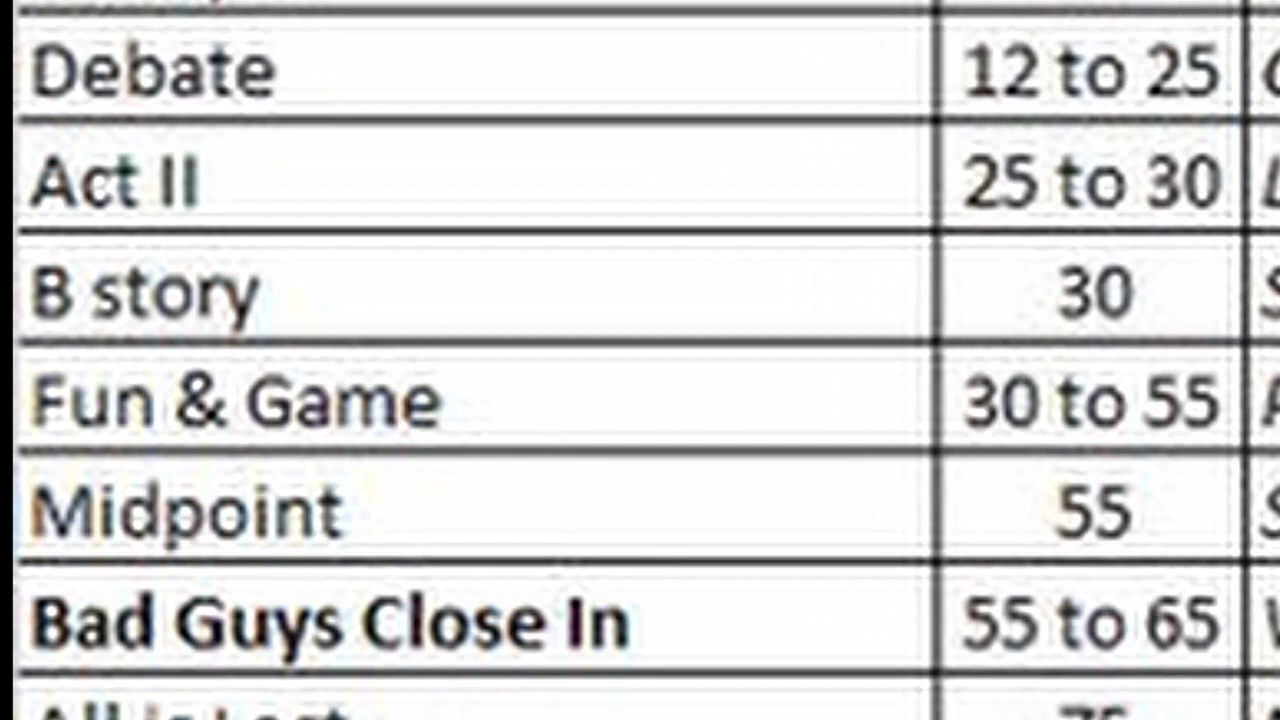 Debate 12 to 25
Act II 25 to 30
B story 30
Fun & Game 30 to 55
Midpoint 55
Bad Guys Close In 55 to 65